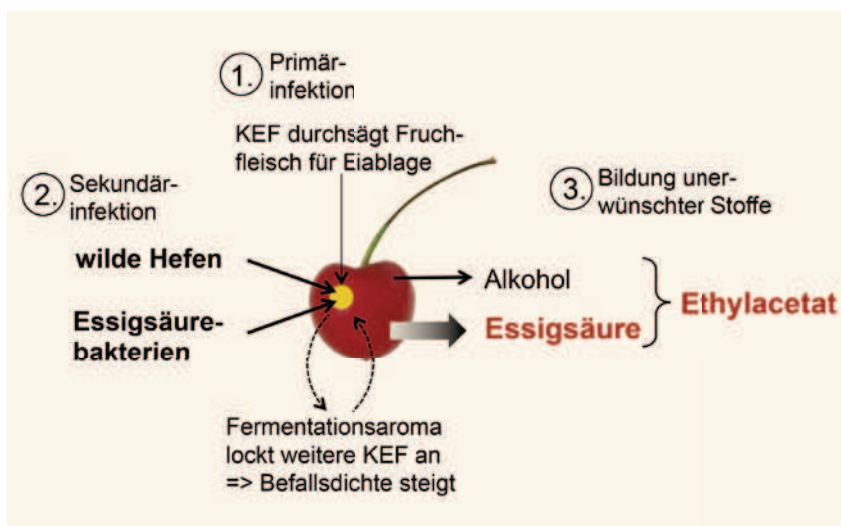 1. Primär-
infektion
KEF durchsägt Fruch-
fleisch für Eiablage
2. Sekundär-
infektion
wilde Hefen
Essigsäure-
bakterien
3. Bildung uner-
wünschter Stoffe
Alkohol
Essigsäure
Ethylacetat
Fermentationsaroma
lockt weitere KEF an
=> Befallsdichte steigt